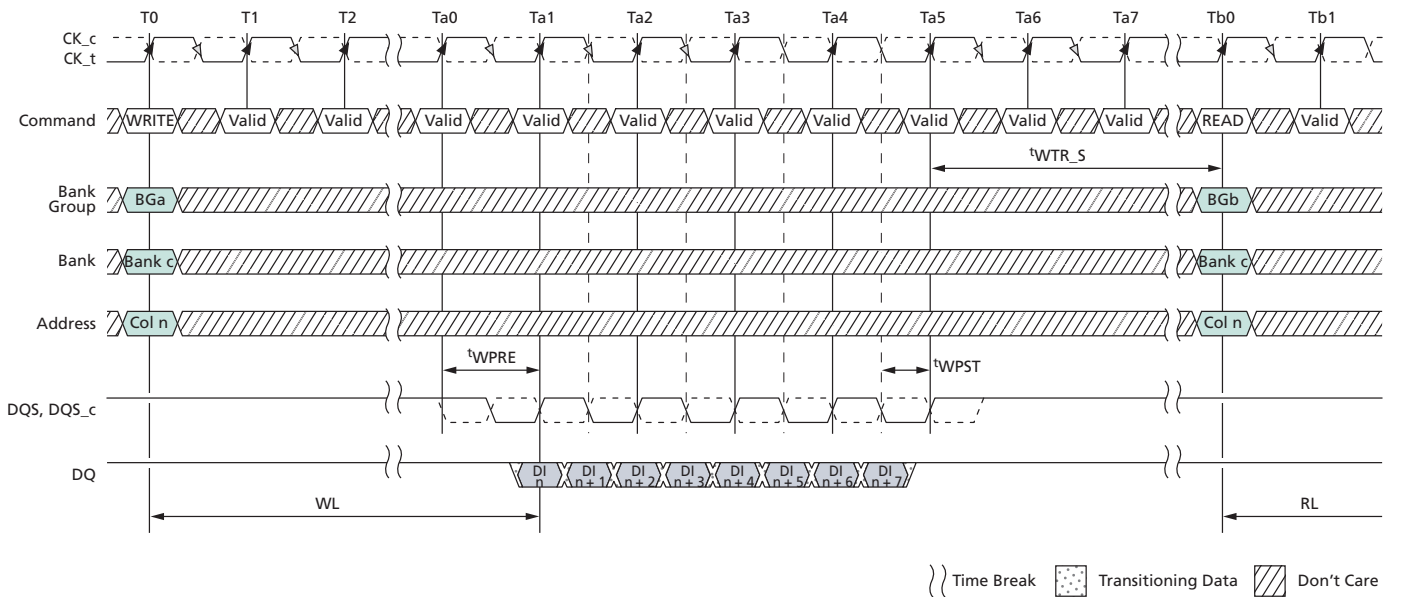 T0 T1 T2 Ta0 Ta1 Ta2 Ta3 Ta4 Ta5 Ta6 Ta7 Tb0 Tb1
CK_c
CK_t
Command WRITE Valid Valid Valid Valid Valid Valid Valid Valid Valid Valid READ Valid
tWTR_S
Bank
Group BGa BGb
Bank Bank c Bank c
Address Col n Col n
tWPRE tWPST
DQS, DQS_c
DQ DI n DI n + 1 DI n + 2 DI n + 3 DI n + 4 DI n + 5 DI n + 6 DI n + 7
WL RL
Time Break Transitioning Data Don't Care